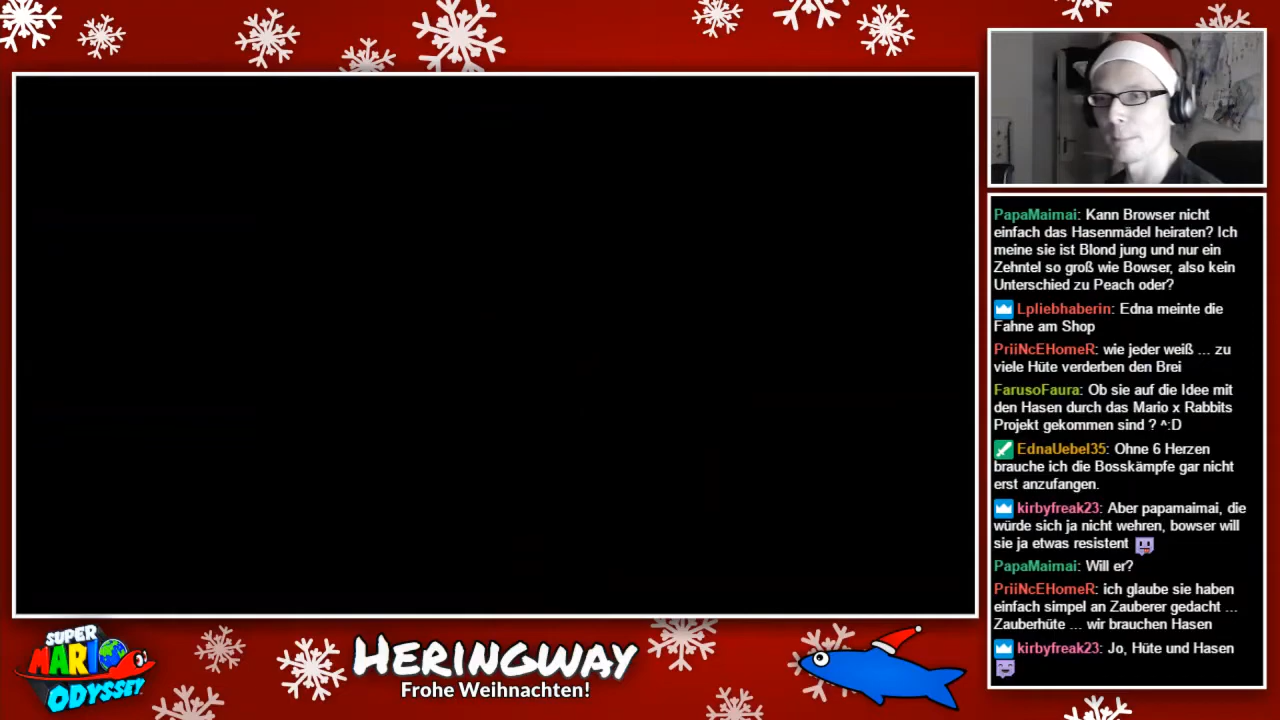 PapaMaimai: Kann Browser nicht
einfach das Hasenmädel heiraten? Ich
meine sie ist Blond jung und nur ein
Zehntel so groß wie Bowser, also kein
Unterschied zu Peach oder?
Lpliebhaberin: Edna meinte die
Fahne am Shop
PriiNcEHomeR: wie jeder weiß ... zu
viele Hüte verderben den Brei
FarusoFaura: Ob sie auf die Idee mit
den Hasen durch das Mario x Rabbits
Projekt gekommen sind ? ^:D
EdnaUebel35: Ohne 6 Herzen
brauche ich die Bosskämpfe gar nicht
erst anzufangen.
kirbyfreak23: Aber papamaimai, die
würde sich ja nicht wehren, bowser will
sie ja etwas resistent
PapaMaimai: Will er?
PriiNcEHomeR: ich glaube sie haben
einfach simpel an Zauberer gedacht ...
Zauberhüte ... wir brauchen Hasen
kirbyfreak23: Jo, Hüte und Hasen
SUPER
MARIO
ODYSSEY
HERINGWAY
Frohe Weihnachten!